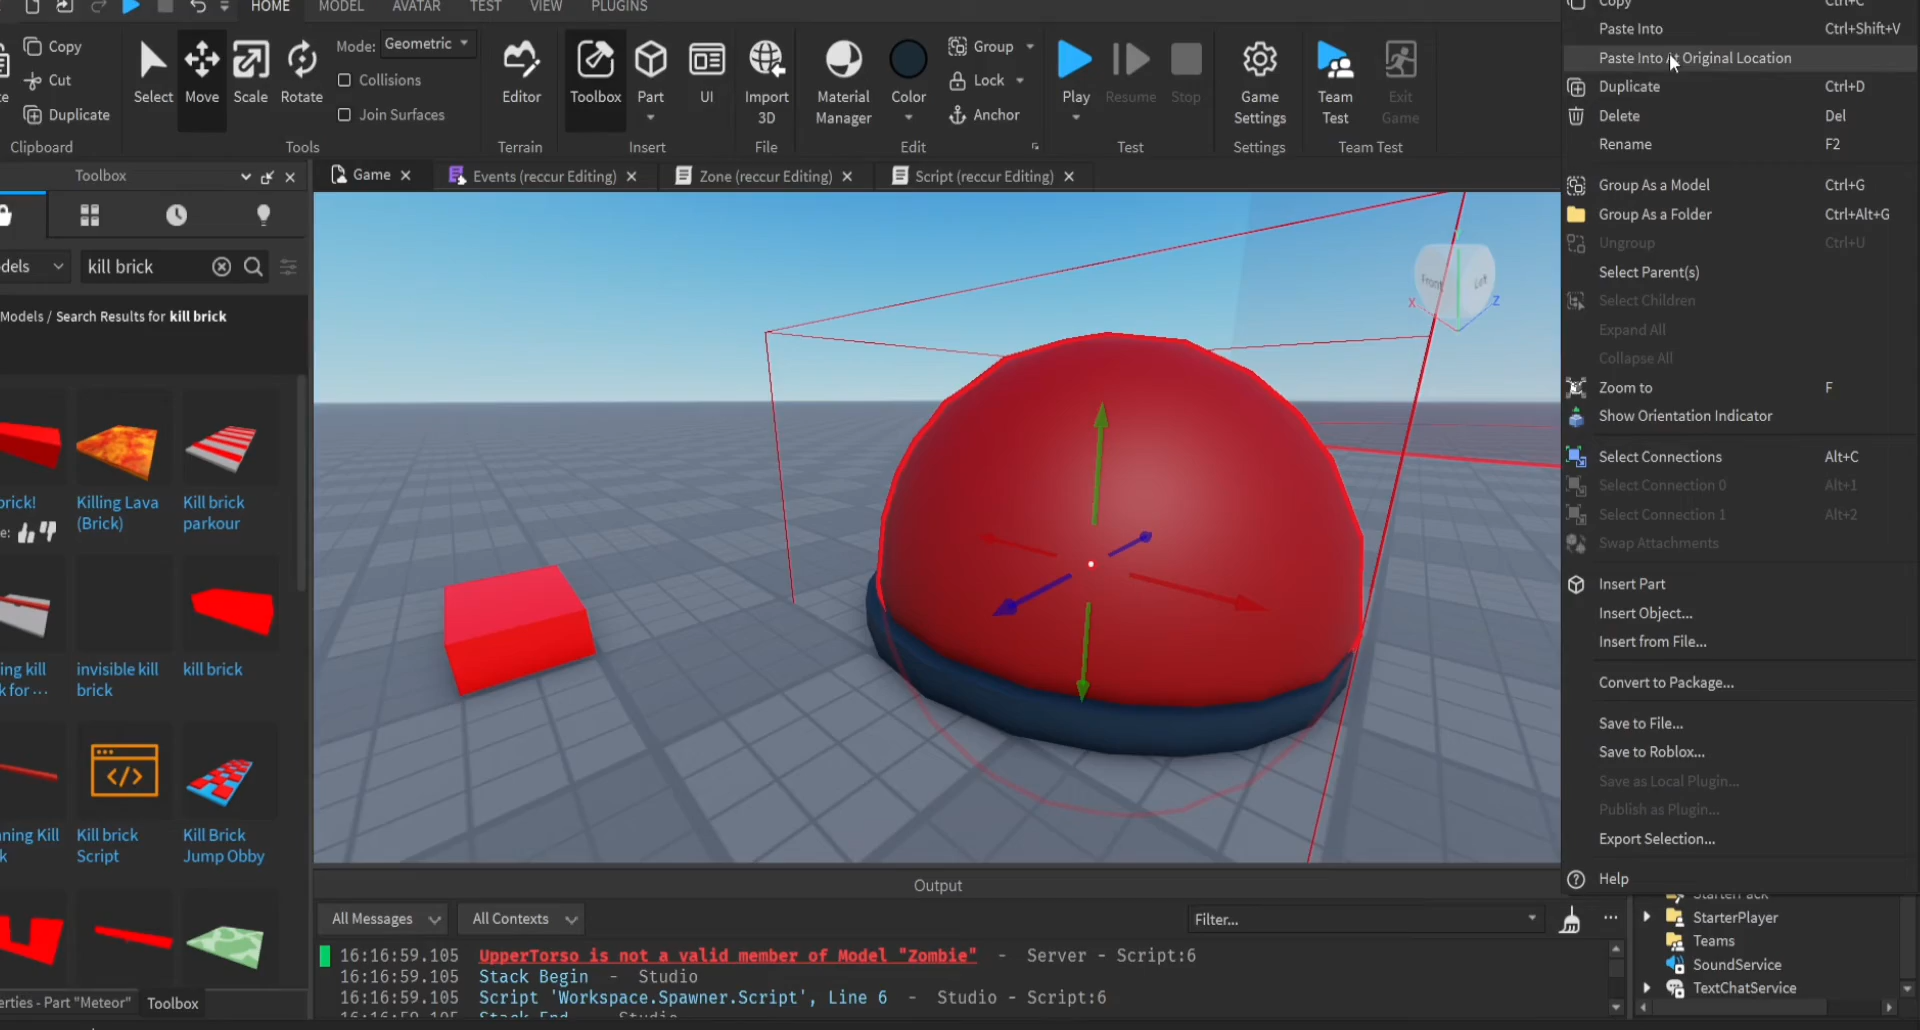 HOME MODEL AVATAR TEST VIEW PLUGINS
Copy
Cut
Duplicate
Clipboard
Select
Move
Scale
Rotate
Mode: Geometric
Collisions
Join Surfaces
Tools
Editor
Terrain
Toolbox
Part
UI
Insert
Import
3D
File
Material
Manager
Color
Group
Lock
Anchor
Edit
Play
Resume
Stop
Test
Game
Settings
Settings
Team
Test
Exit
Game
Team Test
Toolbox
Game
Events (reccur Editing)
Zone (reccur Editing)
Script (reccur Editing)
dels
kill brick
Models / Search Results for kill brick
brick!
e:
Killing Lava
(Brick)
Kill brick
parkour
ing kill
k for ...
invisible kill
brick
kill brick
ning Kill
k
Kill brick
Script
Kill Brick
Jump Obby
erties - Part "Meteor"
Toolbox
Front
Left
X
Z
Copy Ctrl+C
Paste Into Ctrl+Shift+V
Paste Into At Original Location
Duplicate Ctrl+D
Delete Del
Rename F2
Group As a Model Ctrl+G
Group As a Folder Ctrl+Alt+G
Ungroup Ctrl+U
Select Parent(s)
Select Children
Expand All
Collapse All
Zoom to F
Show Orientation Indicator
Select Connections Alt+C
Select Connection 0 Alt+1
Select Connection 1 Alt+2
Swap Attachments
Insert Part
Insert Object...
Insert from File...
Convert to Package...
Save to File...
Save to Roblox...
Save as Local Plugin...
Publish as Plugin...
Export Selection...
Help
Output
All Messages
All Contexts
Filter...
16:16:59.105 UpperTorso is not a valid member of Model "Zombie" - Server - Script:6
16:16:59.105 Stack Begin - Studio
16:16:59.105 Script 'Workspace.Spawner.Script', Line 6 - Studio - Script:6
16:16:59.105 Stack End - Studio
StarterPack
StarterPlayer
Teams
SoundService
TextChatService